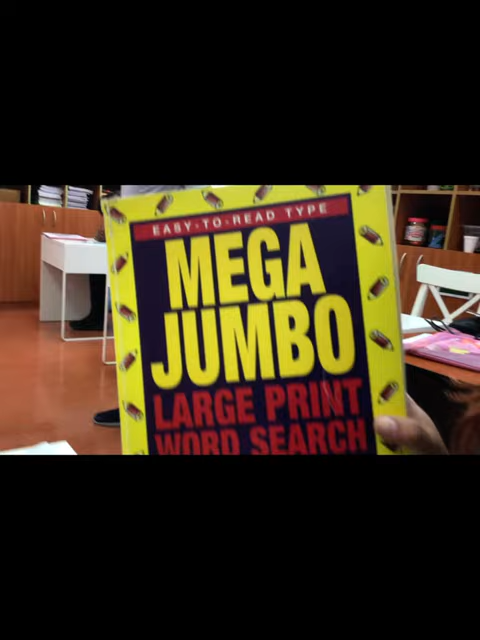 EASY-TO-READ TYPE
MEGA
JUMBO
LARGE PRINT
WORD SEARCH